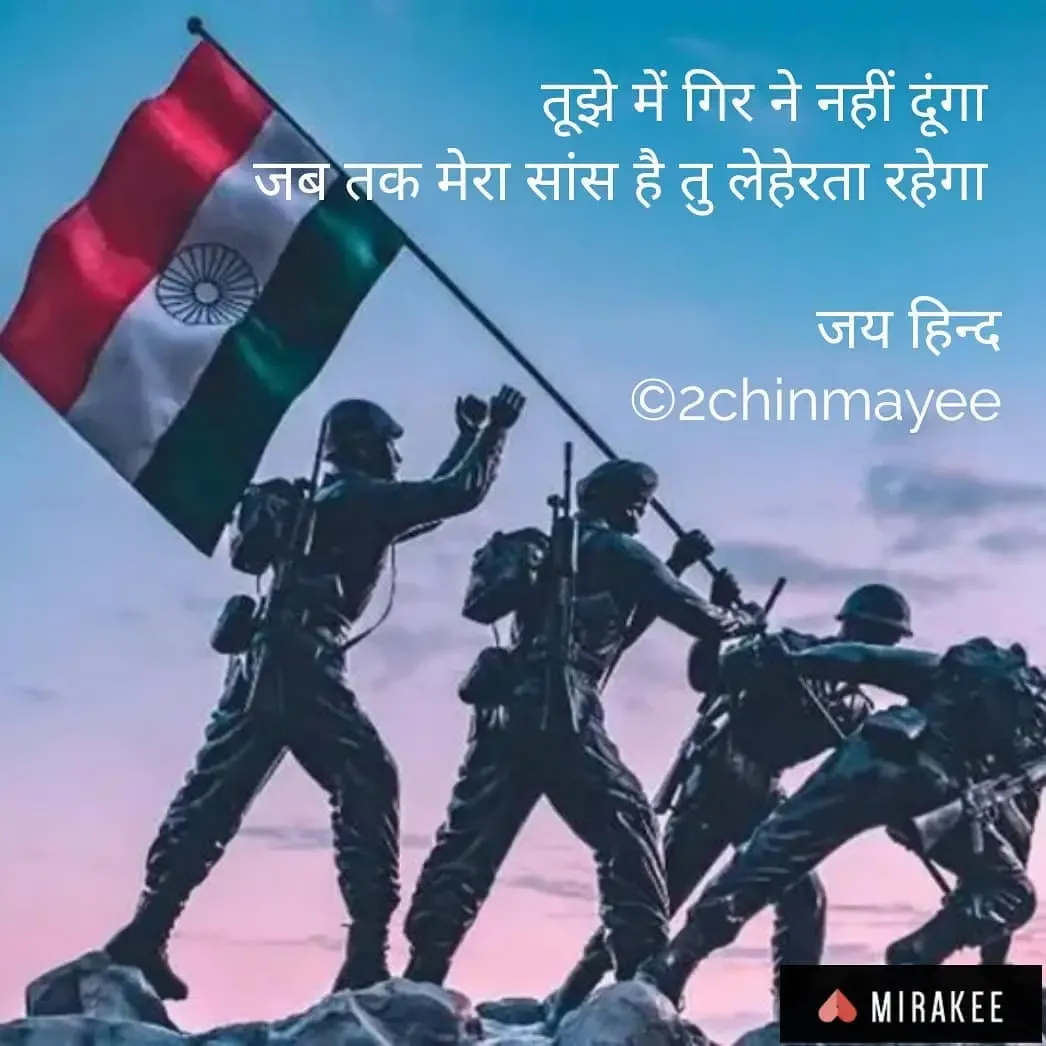 तूझे में गिर ने नहीं दूंगा
जब तक मेरा सांस है तु लेहेरता रहेगा
जय हिन्द
©2chinmayee
MIRAKEE